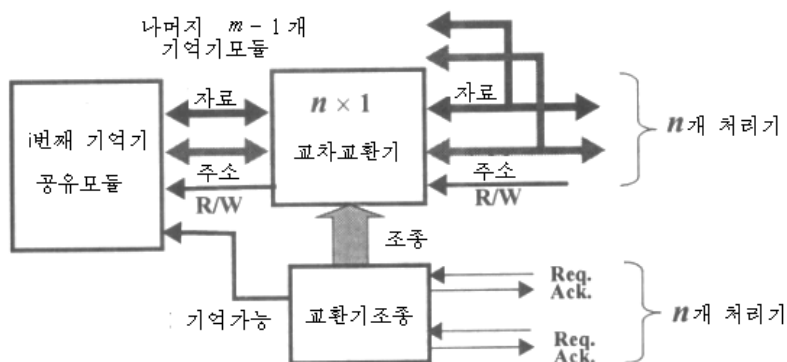 나머지 m-1개
기억기모듈
i번째 기억기
공유모듈
자료
주소
R/W
n × 1
교차교환기
자료
주소
R/W
n개 처리기
조종
기억가능
교환기조종
Req.
Ack.
Req.
Ack.
n개 처리기